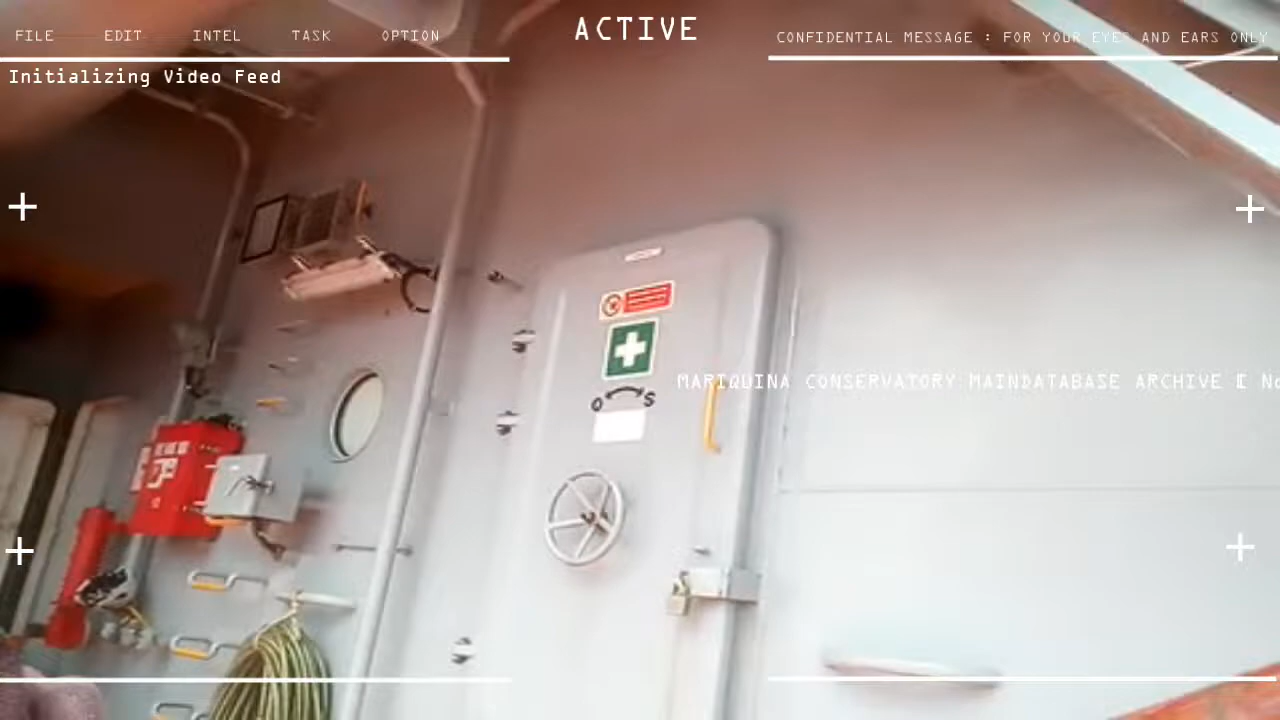 FILE EDIT INTEL TASK OPTION
ACTIVE
CONFIDENTIAL MESSAGE : FOR YOUR EYES AND EARS ONLY
Initializing Video Feed
MARIQUINA CONSERVATORY MAINDATABASE ARCHIVE
O S